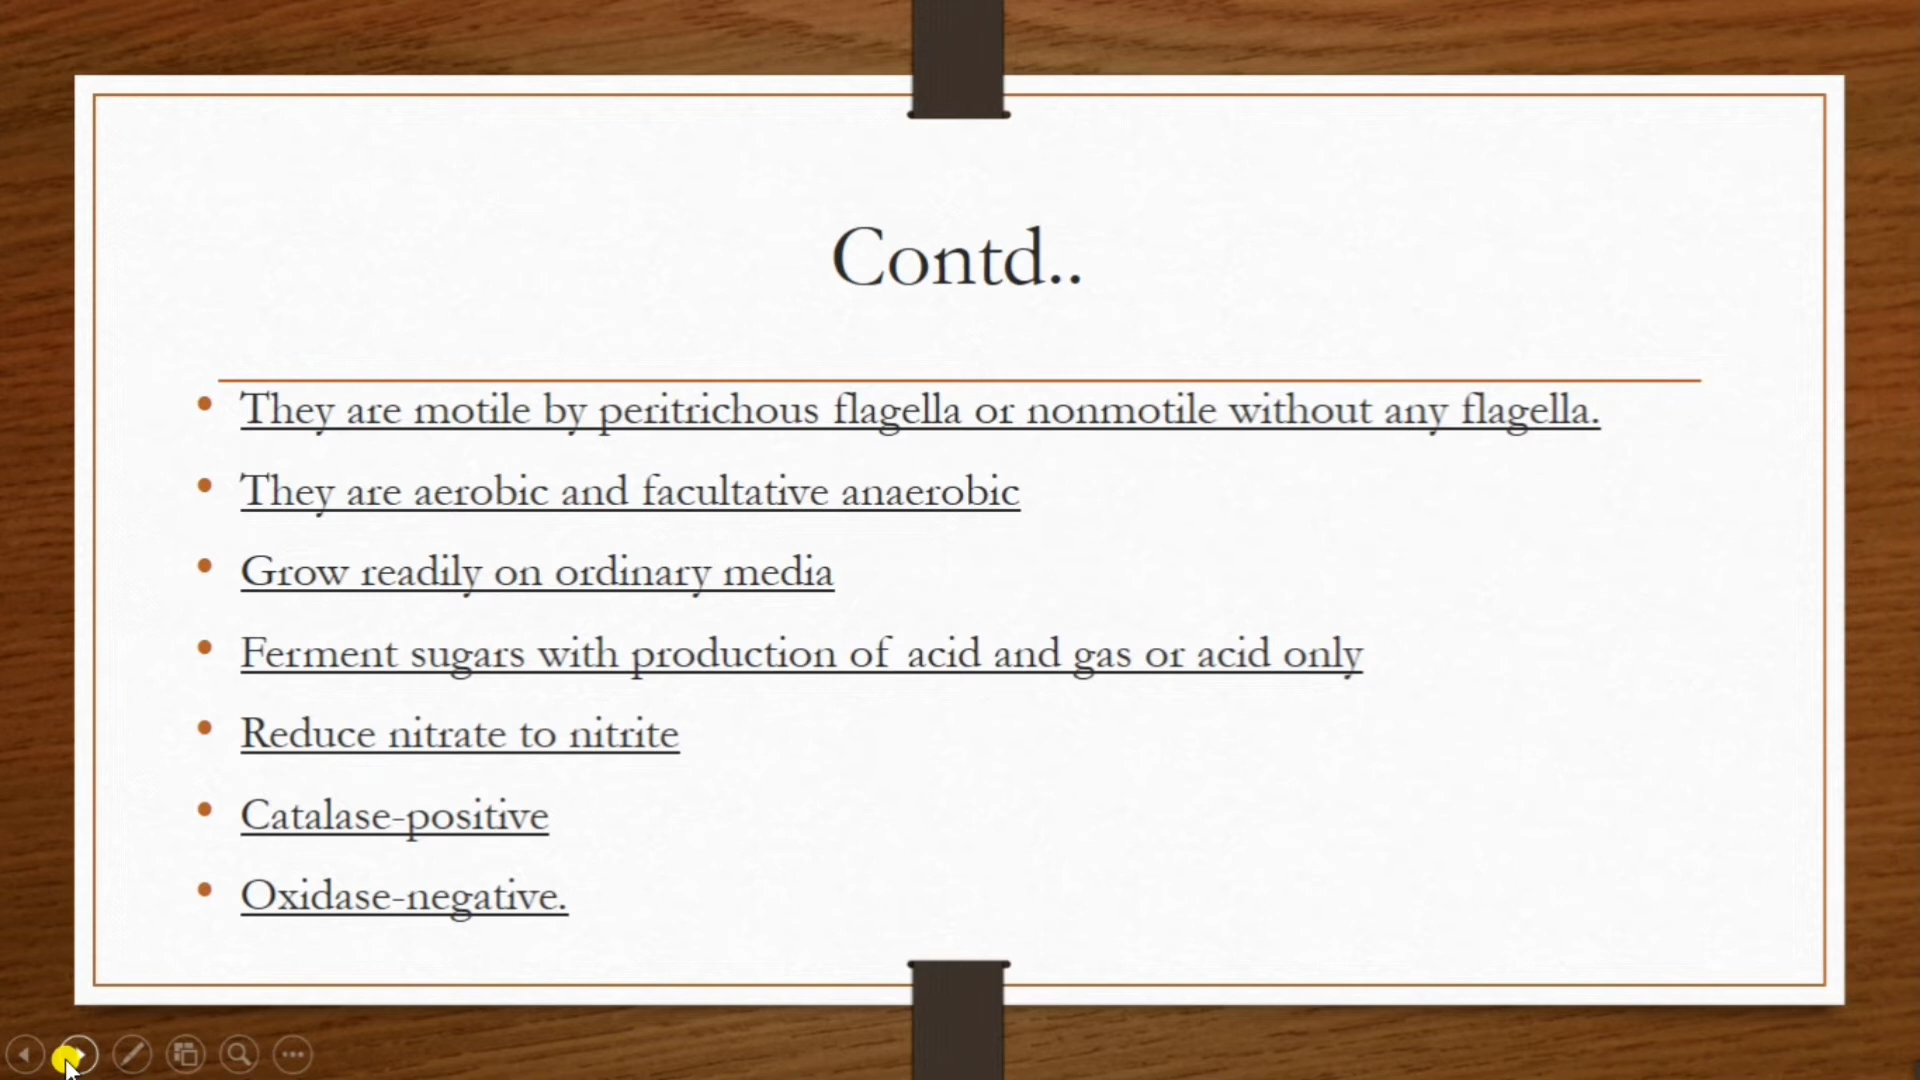 Contd..
• They are motile by peritrichous flagella or nonmotile without any flagella.
• They are aerobic and facultative anaerobic
• Grow readily on ordinary media
• Ferment sugars with production of acid and gas or acid only
• Reduce nitrate to nitrite
• Catalase-positive
• Oxidase-negative.